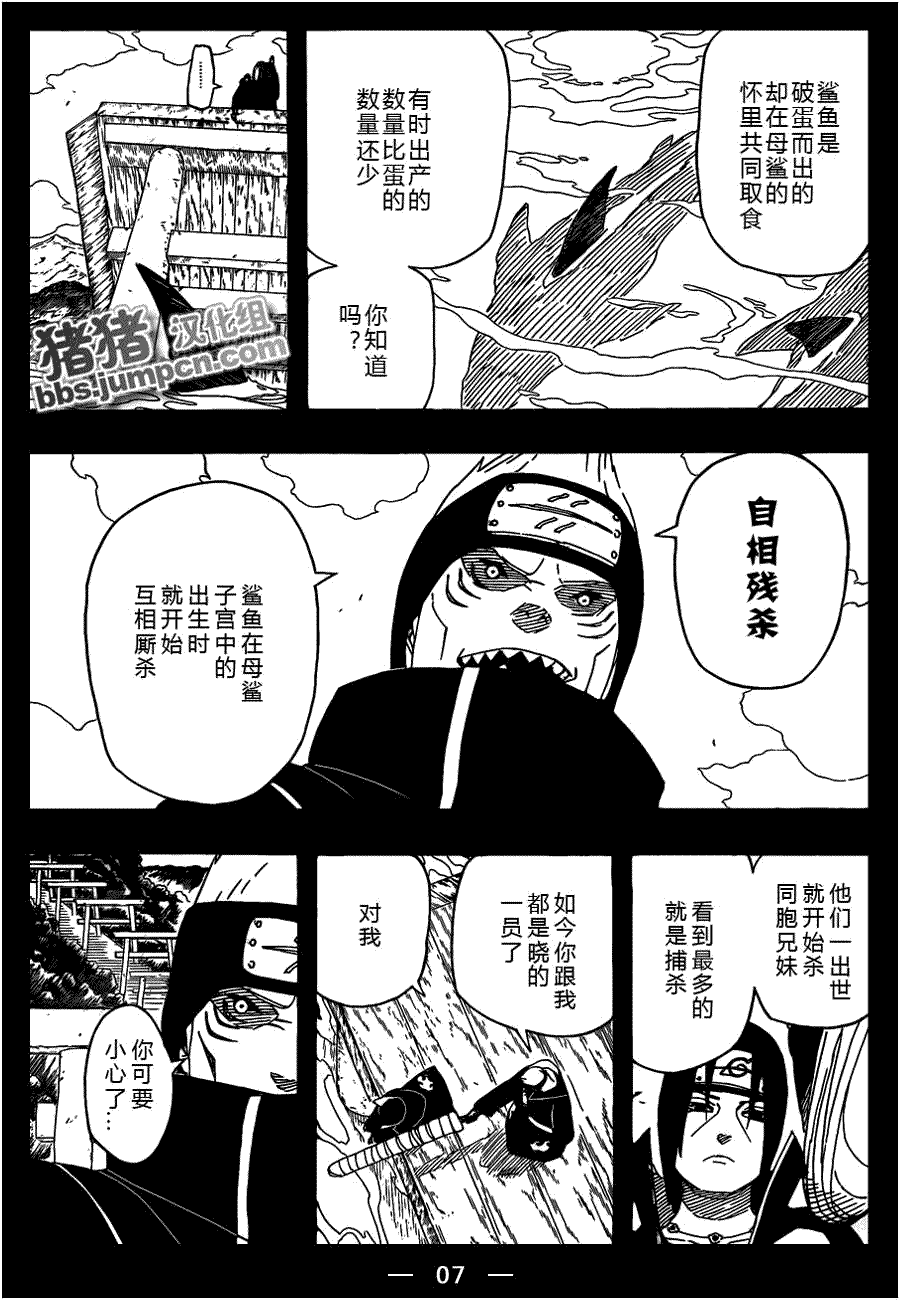 鲨鱼是
破蛋而出的
却在母鲨的
怀里共同取
食
有时出产的
数量比蛋的
数量还少
你知道
吗?
………
猪猪汉化组
bbs.jumpcn.com
自相残杀
鲨鱼在母鲨
子宫中的
出生时
就开始
互相厮杀
他们一出世
就开始杀
同胞兄妹
看到最多的
就是捕杀
如今你跟我
都是晓的
一员了
对我
你可要
小心了…
— 07 —